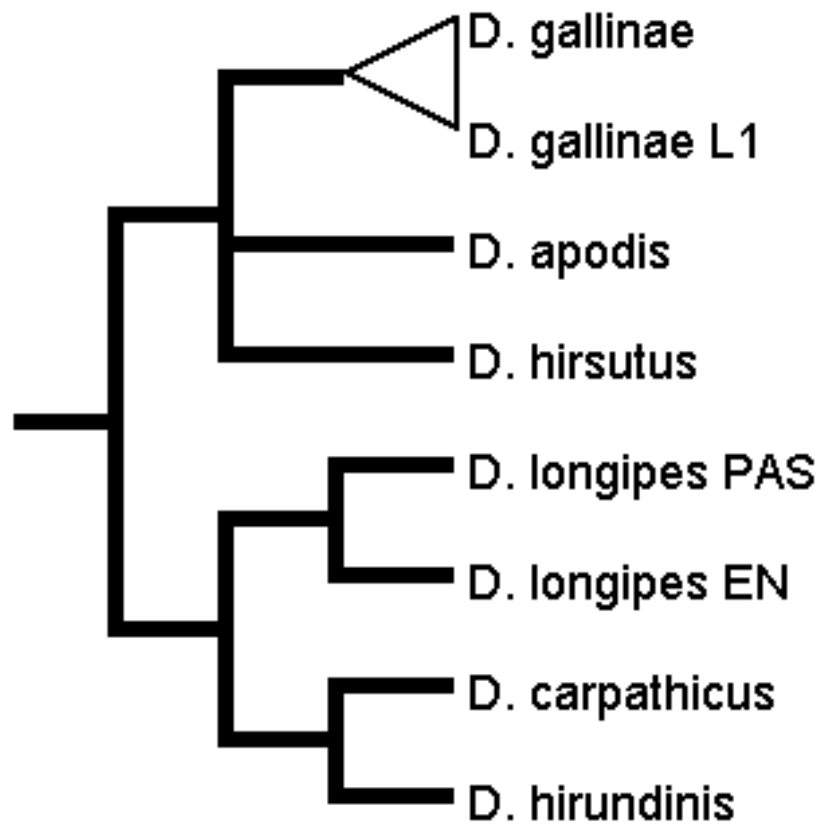 D. gallinae
D. gallinae L1
D. apodis
D. hirsutus
D. longipes PAS
D. longipes EN
D. carpathicus
D. hirundinis